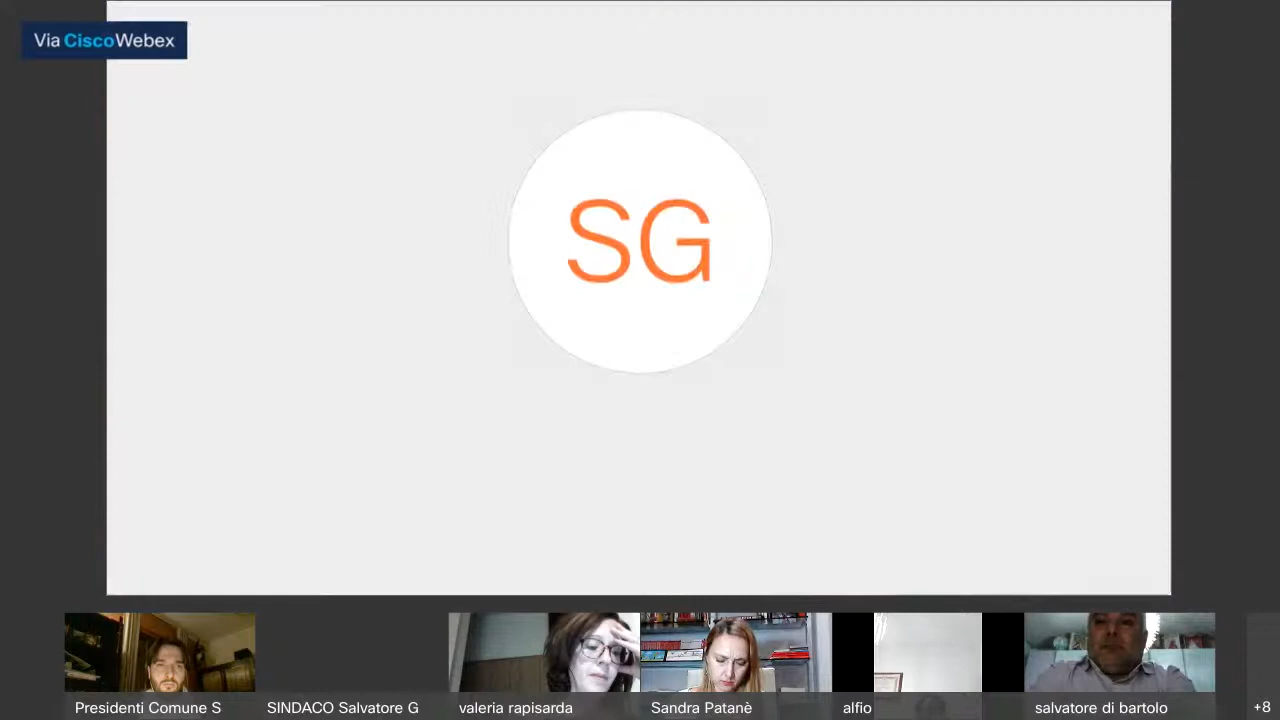 Via CiscoWebex
SG
Presidenti Comune S
SINDACO Salvatore G
valeria rapisarda
Sandra Patanè
alfio
salvatore di bartolo
+8